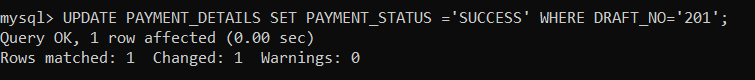 mysql> UPDATE PAYMENT_DETAILS SET PAYMENT_STATUS ='SUCCESS' WHERE DRAFT_NO='201';
Query OK, 1 row affected (0.00 sec)
Rows matched: 1  Changed: 1  Warnings: 0